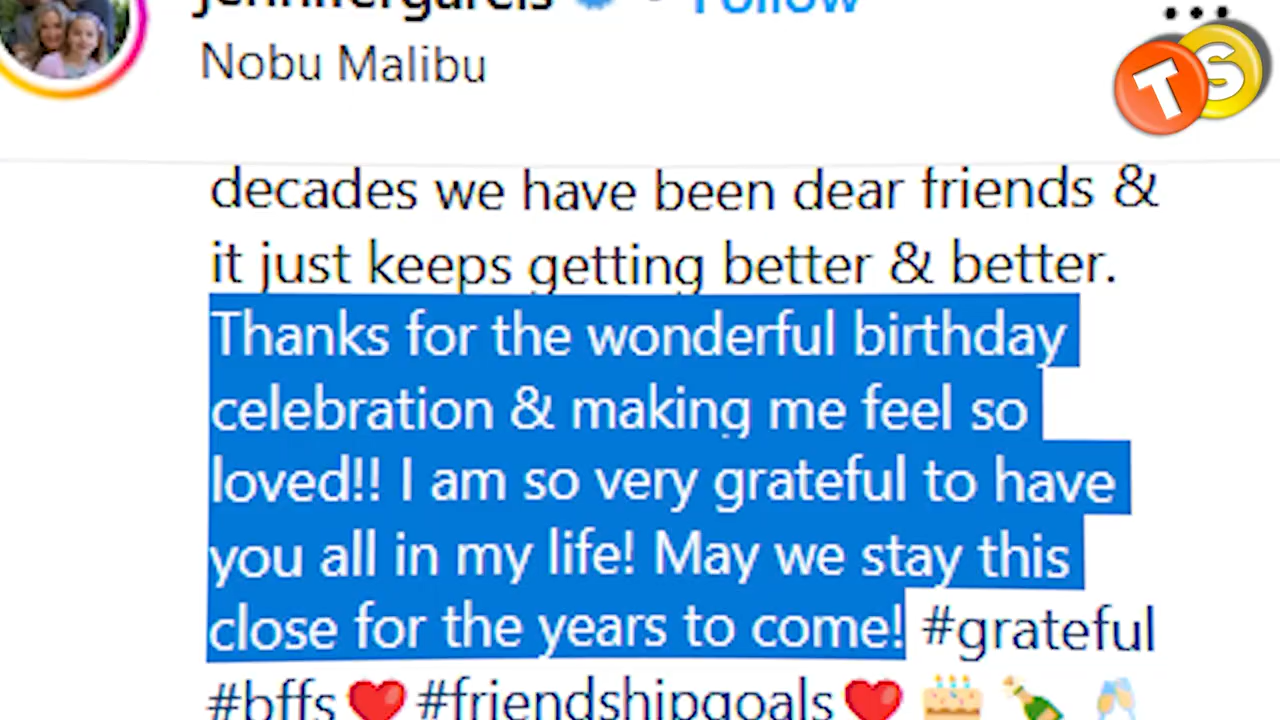 Follow
Nobu Malibu
TS
decades we have been dear friends &
it just keeps getting better & better.
Thanks for the wonderful birthday
celebration & making me feel so
loved!! I am so very grateful to have
you all in my life! May we stay this
close for the years to come! #grateful
#bffs ❤️ #friendshipgoals ❤️ 🎂 🍾 🥂